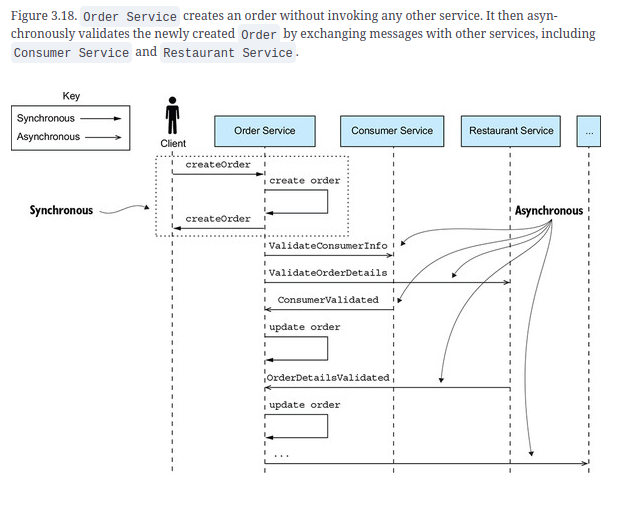 Figure 3.18. Order Service creates an order without invoking any other service. It then asyn-
chronously validates the newly created Order by exchanging messages with other services, including
Consumer Service and Restaurant Service.
Key
Synchronous
Asynchronous
Client
Order Service
Consumer Service
Restaurant Service
...
createOrder
create order
Synchronous
createOrder
Asynchronous
ValidateConsumerInfo
ValidateOrderDetails
ConsumerValidated
update order
OrderDetailsValidated
update order
...